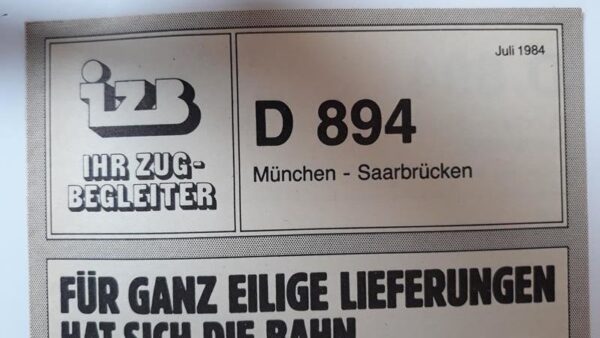 Juli 1984
izb
IHR ZUG-
BEGLEITER
D 894
München - Saarbrücken
FÜR GANZ EILIGE LIEFERUNGEN
HAT SICH DIE BAHN